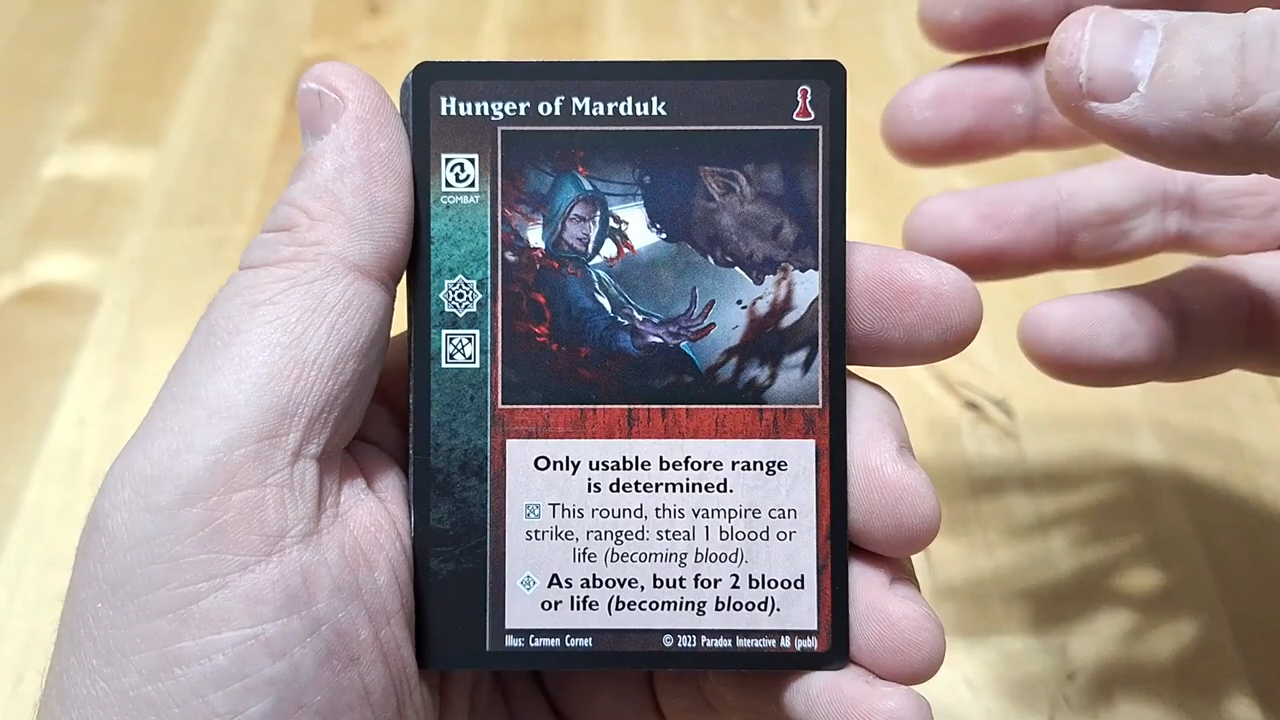 Hunger of Marduk
COMBAT
Only usable before range
is determined.
This round, this vampire can
strike, ranged: steal 1 blood or
life (becoming blood).
As above, but for 2 blood
or life (becoming blood).
Illus: Carmen Cornet © 2023 Paradox Interactive AB (publ)